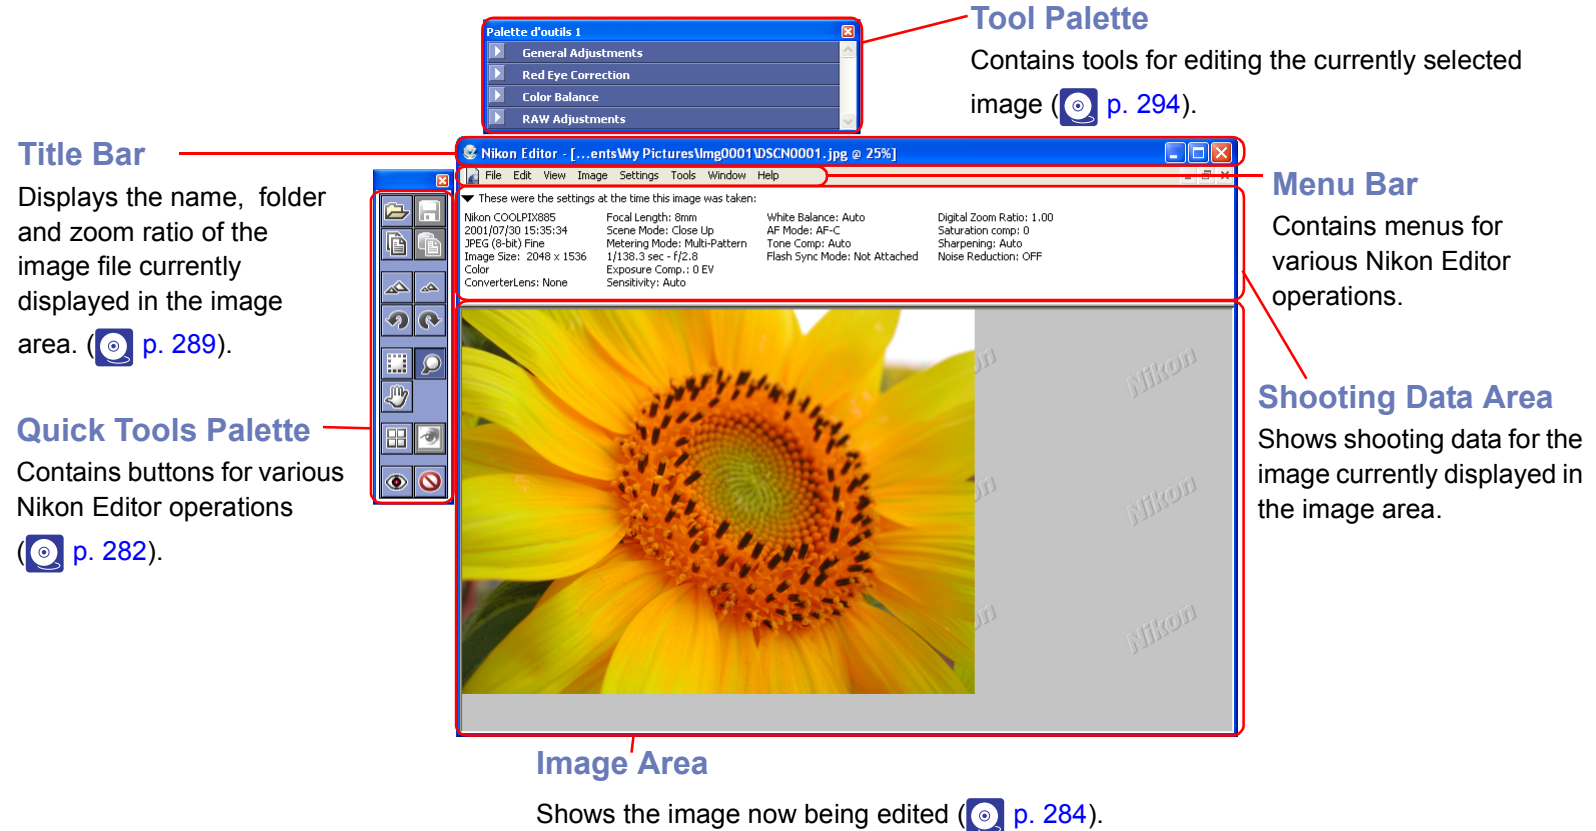 Tool Palette
Contains tools for editing the currently selected
image ( p. 294).
Palette d'outils 1
General Adjustments
Red Eye Correction
Color Balance
RAW Adjustments
Title Bar
Displays the name, folder
and zoom ratio of the
image file currently
displayed in the image
area. ( p. 289).
Quick Tools Palette
Contains buttons for various
Nikon Editor operations
( p. 282).
Nikon Editor - [...ents\My Pictures\Img0001\DSCN0001.jpg @ 25%]
File Edit View Image Settings Tools Window Help
These were the settings at the time this image was taken:
Nikon COOLPIX885
2001/07/30 15:35:34
JPEG (8-bit) Fine
Image Size: 2048 x 1536
Color
ConverterLens: None
Focal Length: 8mm
Scene Mode: Close Up
Metering Mode: Multi-Pattern
1/138.3 sec - f/2.8
Exposure Comp.: 0 EV
Sensitivity: Auto
White Balance: Auto
AF Mode: AF-C
Tone Comp: Auto
Flash Sync Mode: Not Attached
Digital Zoom Ratio: 1.00
Saturation comp: 0
Sharpening: Auto
Noise Reduction: OFF
Nikon
Nikon
Nikon
Menu Bar
Contains menus for
various Nikon Editor
operations.
Shooting Data Area
Shows shooting data for the
image currently displayed in
the image area.
Image Area
Shows the image now being edited ( p. 284).